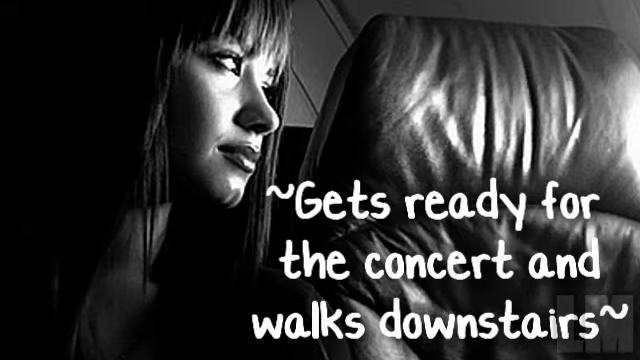 ~Gets ready for
the concert and
walks downstairs~